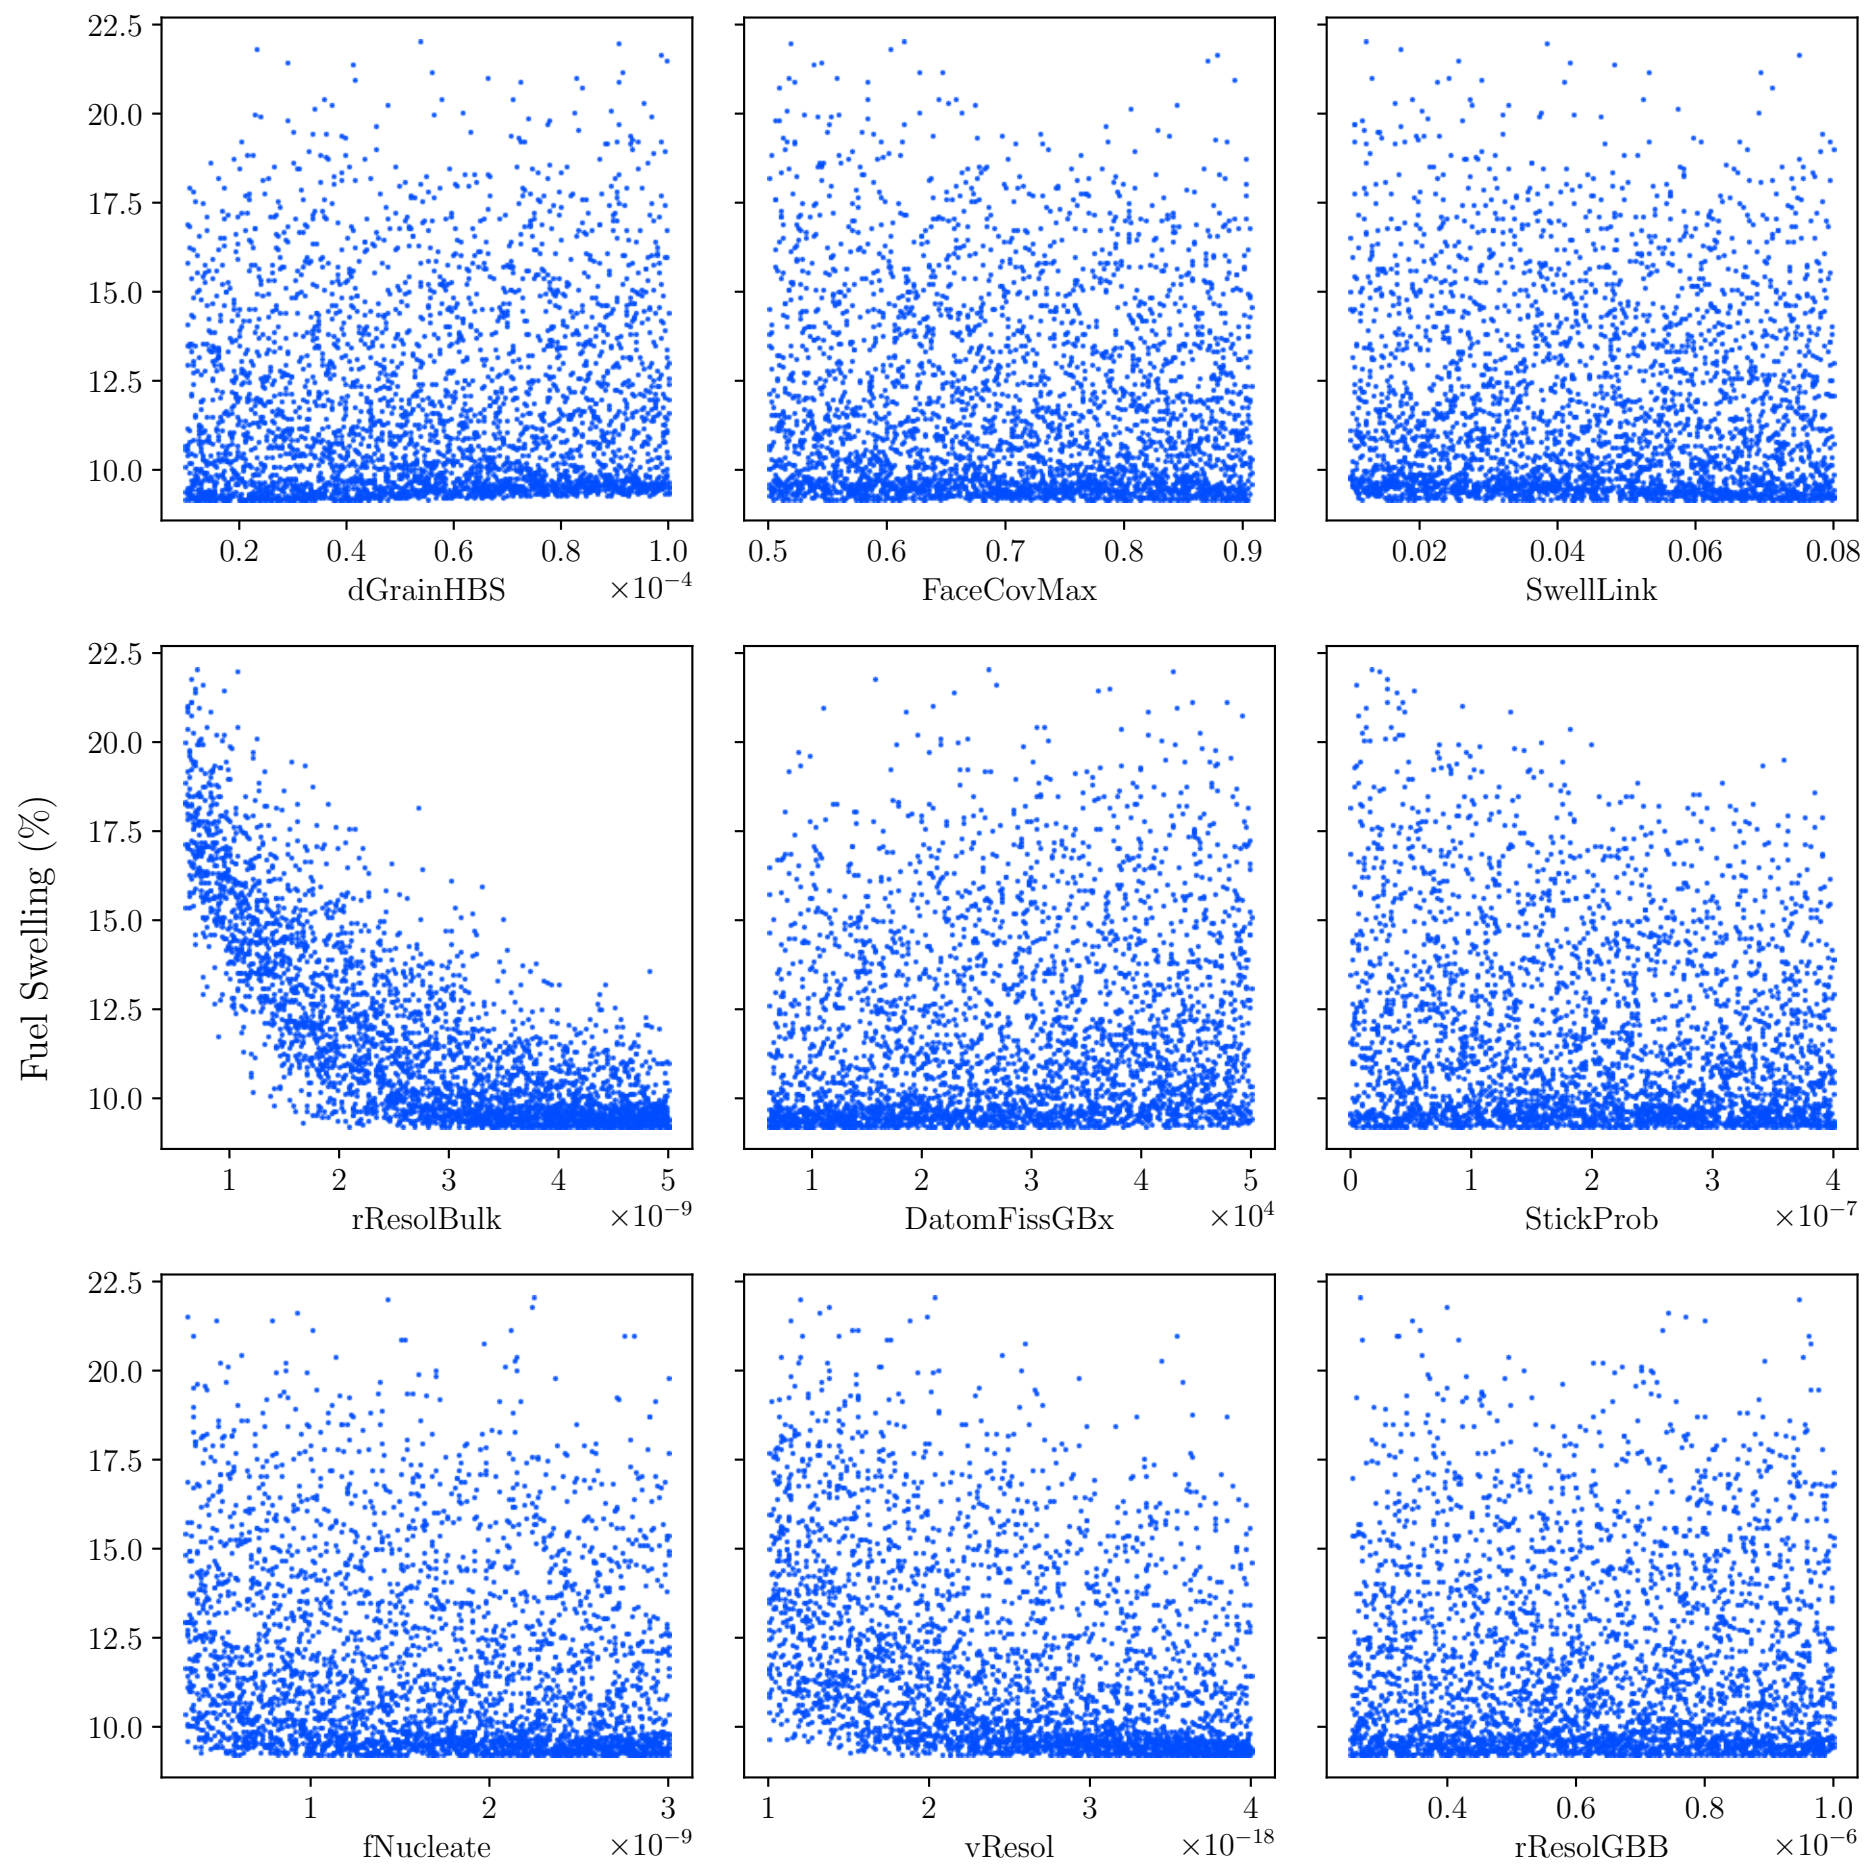 22.5
20.0
17.5
15.0
12.5
10.0
0.2 0.4 0.6 0.8 1.0
dGrainHBS ×10⁻⁴
0.5 0.6 0.7 0.8 0.9
FaceCovMax
0.02 0.04 0.06 0.08
SwellLink
Fuel Swelling (%)
22.5
20.0
17.5
15.0
12.5
10.0
1 2 3 4 5
rResolBulk ×10⁻⁹
1 2 3 4 5
DatomFissGBx ×10⁴
0 1 2 3 4
StickProb ×10⁻⁷
22.5
20.0
17.5
15.0
12.5
10.0
1 2 3
fNucleate ×10⁻⁹
1 2 3 4
vResol ×10⁻¹⁸
0.4 0.6 0.8 1.0
rResolGBB ×10⁻⁶